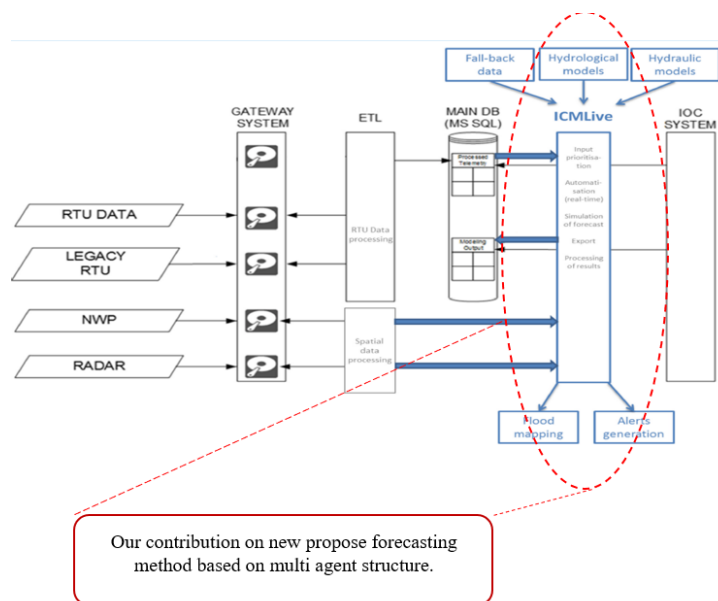 Fall-back
data
Hydrological
models
Hydraulic
models
GATEWAY
SYSTEM
ETL
MAIN DB
(MS SQL)
ICMLive
IOC
SYSTEM
Processed
Telemetry
Input
prioritisa-
tion
Automati-
sation
(real-time)
Simulation
of forecast
Export
Processing
of results
RTU DATA
RTU Data
processing
LEGACY
RTU
Modeling
Output
NWP
Spatial
data
processing
RADAR
Flood
mapping
Alerts
generation
Our contribution on new propose forecasting
method based on multi agent structure.